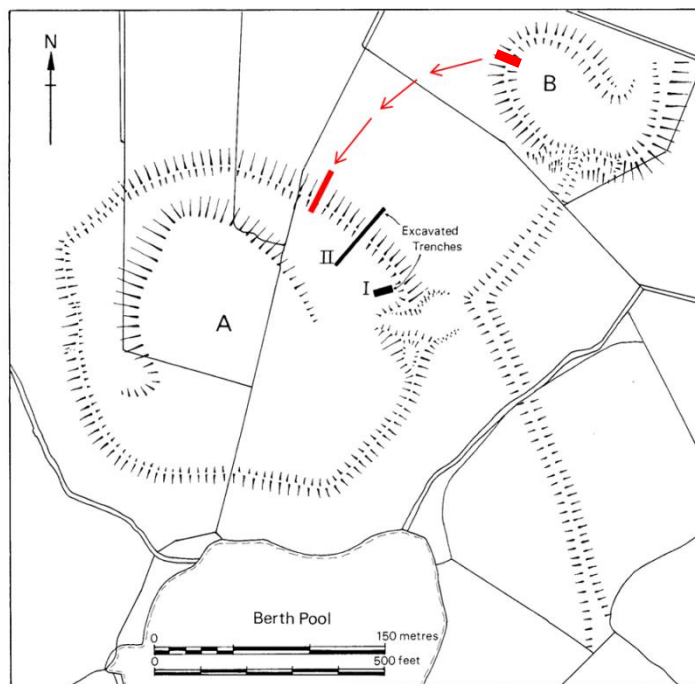 N
B
Excavated
Trenches
II
I
A
Berth Pool
0 150 metres
0 500 feet